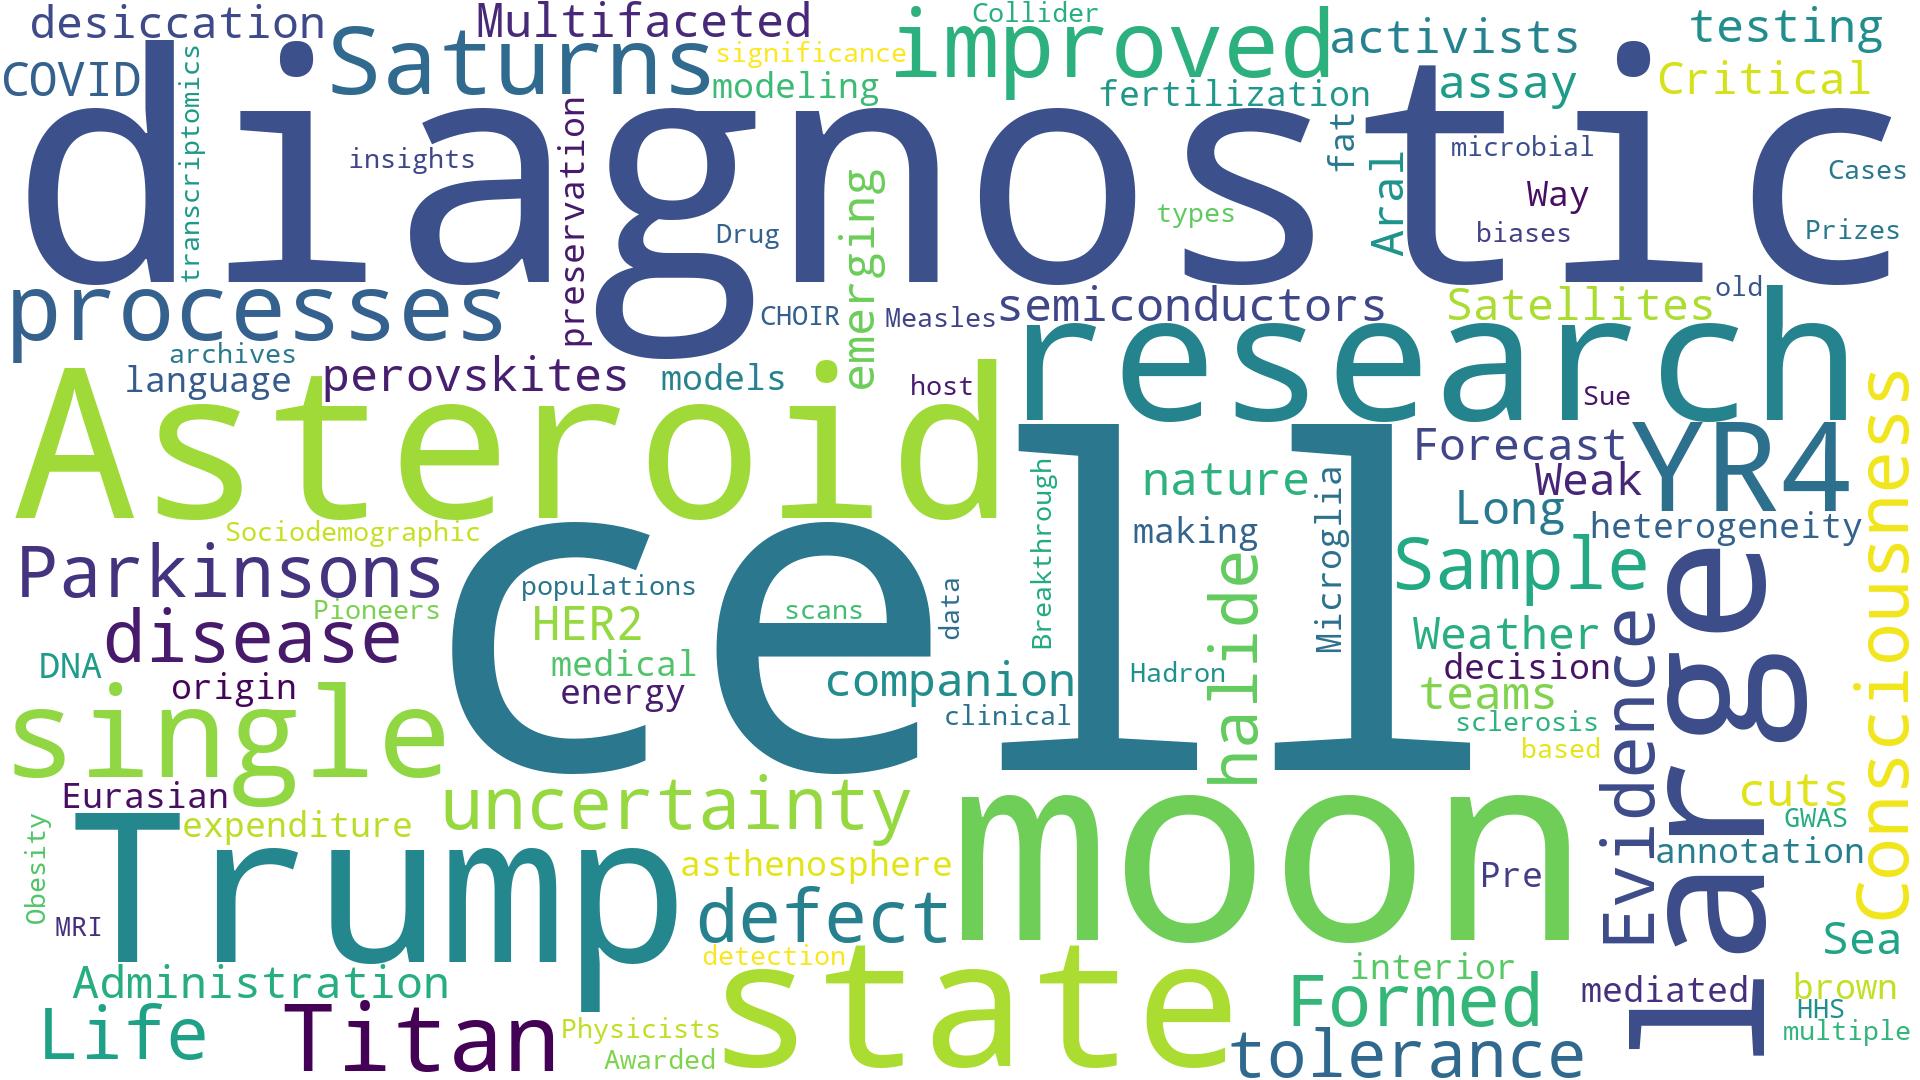 desiccation
Multifaceted
Collider
improved
activists
testing
COVID
transcriptomics
Saturns
significance
modeling
fertilization
assay
Critical
diagnostic
insights
preservation
Drug
emerging
types
fat
Aral
microbial
Way
biases
Cases
Prizes
processes
archives
language
perovskites
models
CHOIR
Measles
host
semiconductors
Satellites
old
research
Sue
Asteroid
Forecast
Weak
YR4
Consciousness
Sociodemographic
Parkinsons
Pioneers
disease
DNA
origin
cell
populations
HER2
medical
energy
scans
data
companion
clinical
Breakthrough
nature
making
Hadron
halide
Microglia
Long
heterogeneity
Sample
Weather
decision
teams
sclerosis
based
Evidence
large
single
Eurasian
expenditure
uncertainty
cuts
GWAS
annotation
Obesity
MRI
Trump
asthenosphere
defect
detection
moon
Pre
Sea
Administration
Life
Titan
Physicists
Awarded
state
interior
Formed
tolerance
mediated
brown
HHS
multiple